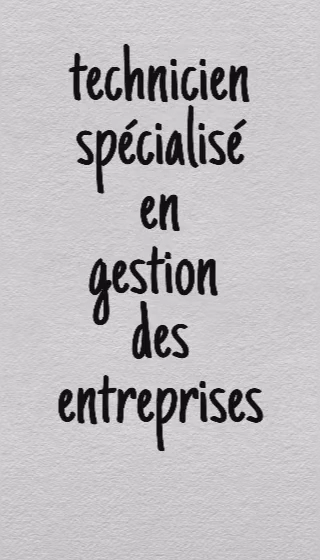 technicien
spécialisé
en
gestion
des
entreprises